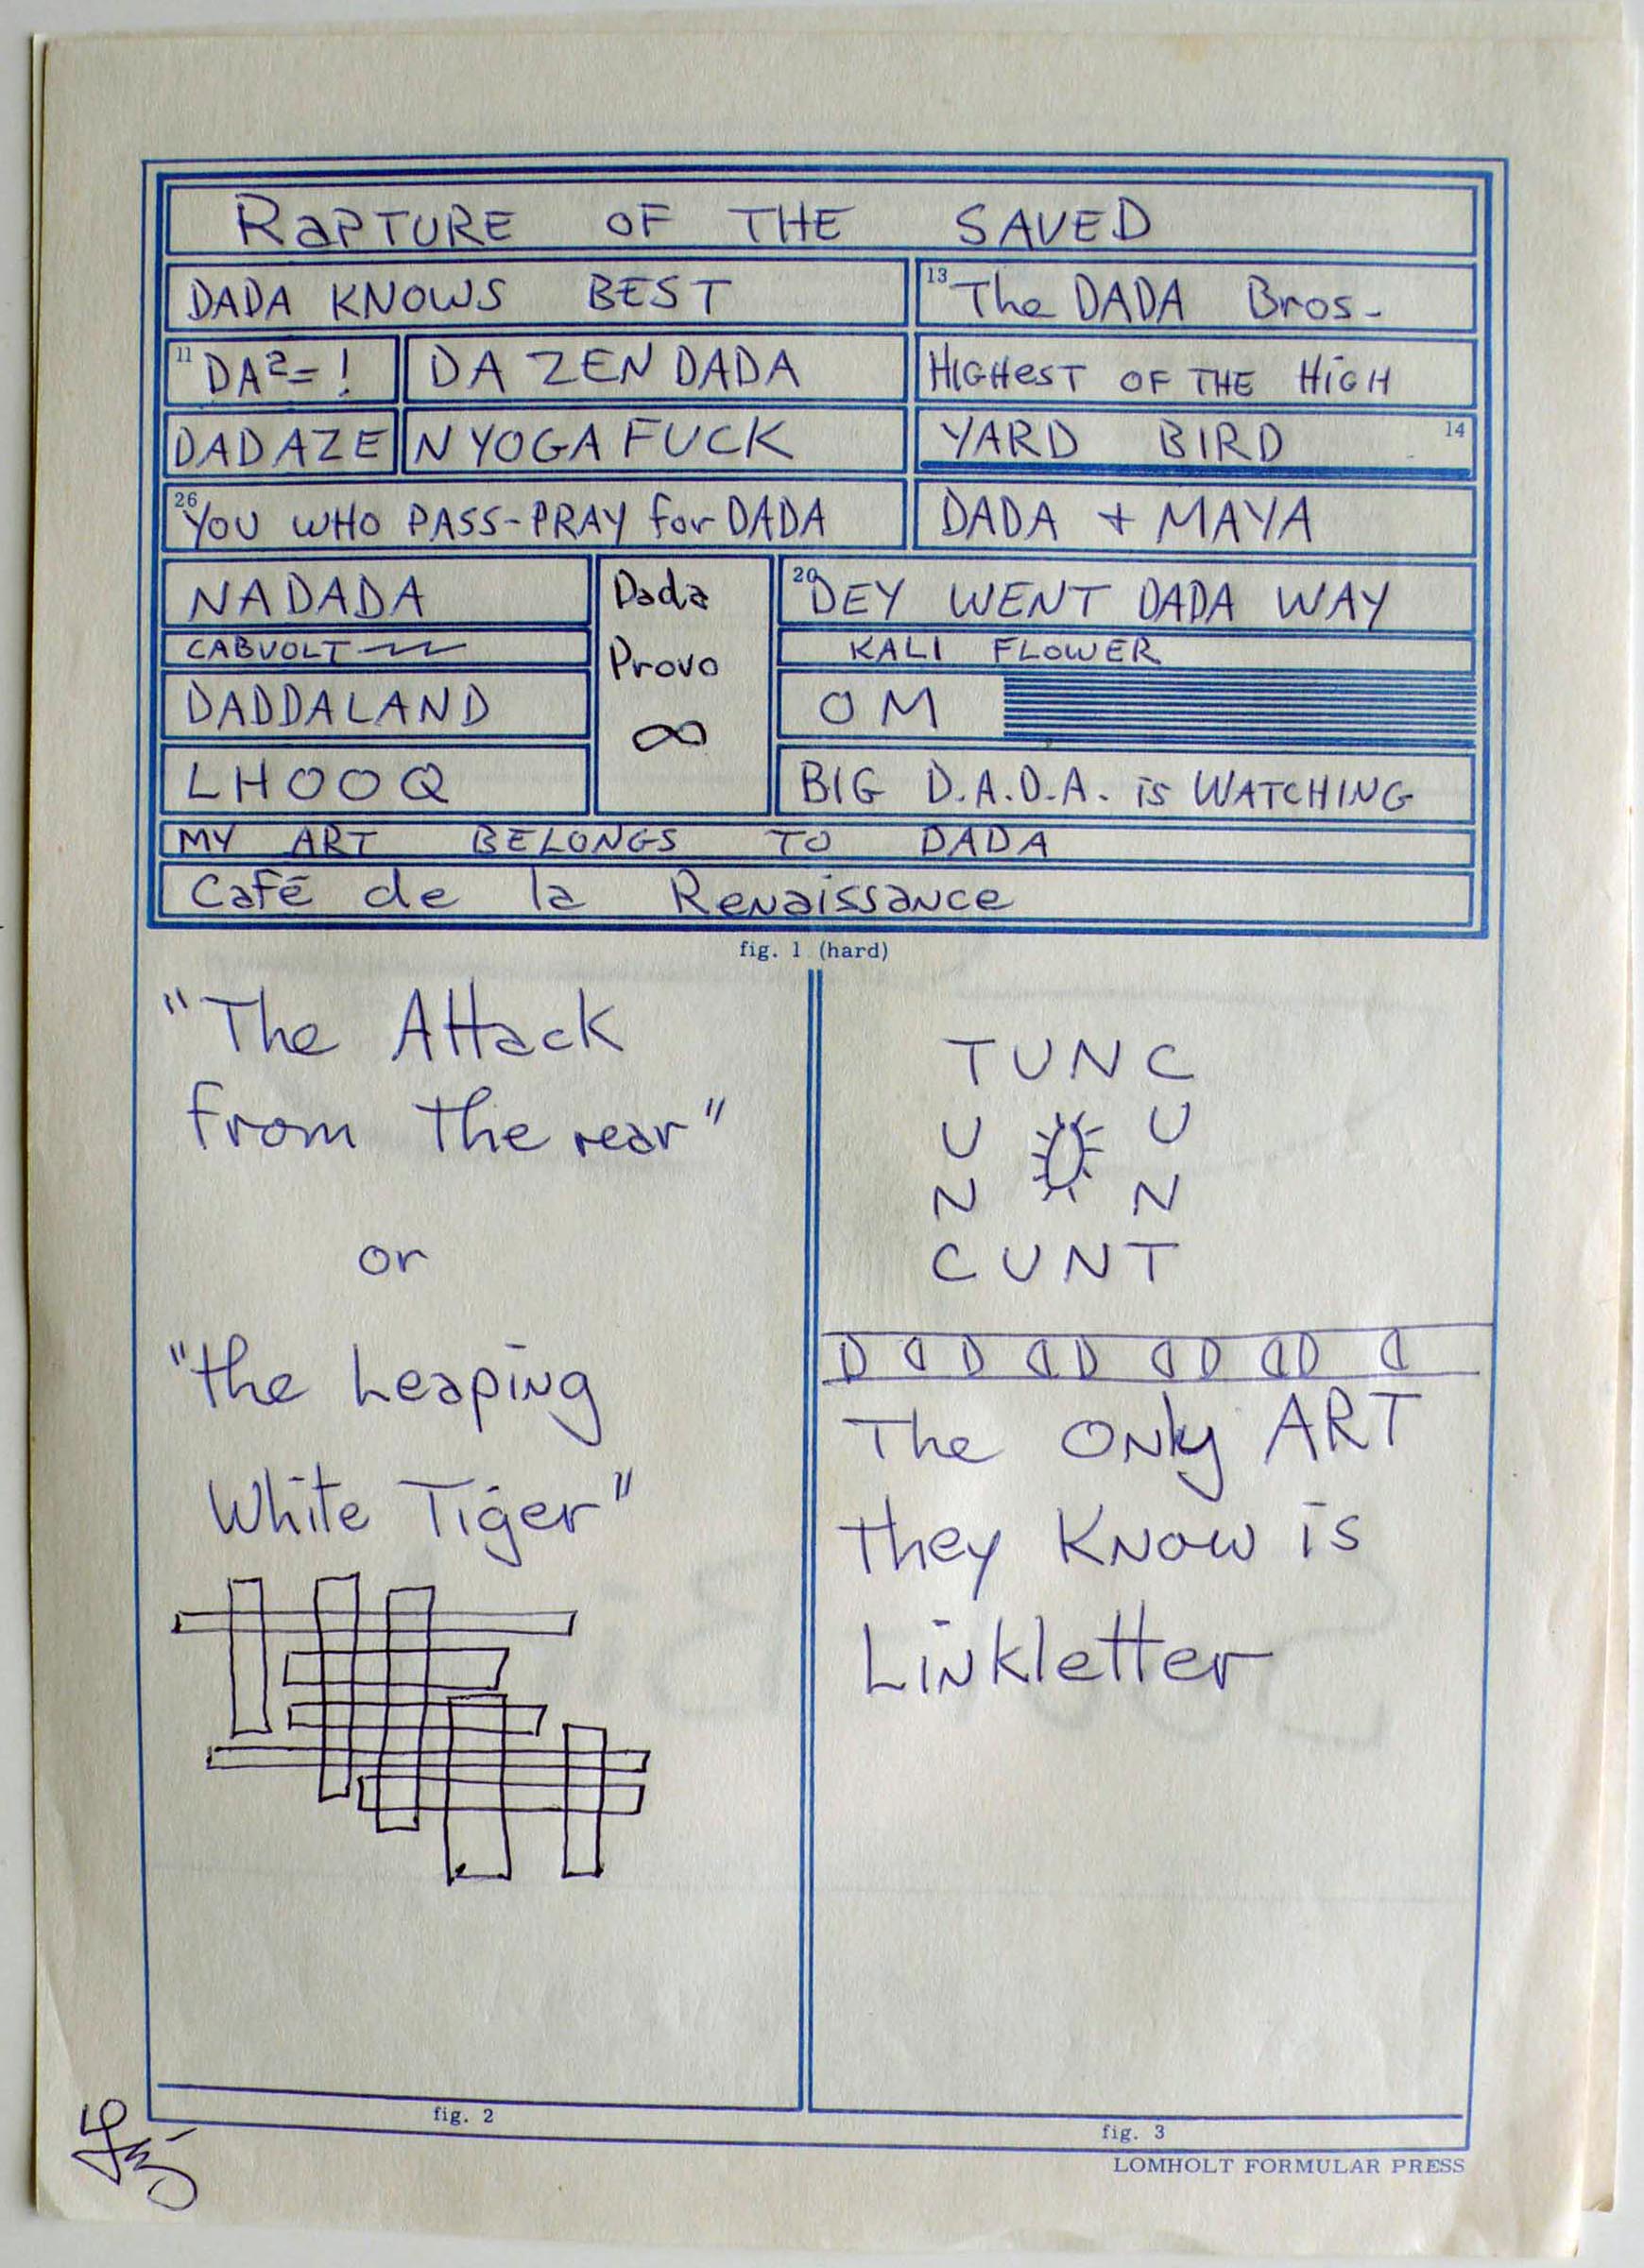 RaPTURE OF THE SAVED
DADA KNOWS BEST
13 The DADA Bros.
11 DA²=!
DA ZEN DADA
HIGHEST OF THE HiGH
DADAZE
N YOGA FUCK
YARD BIRD 14
26 YOU WHO PASS-PRAY for DADA
DADA + MAYA
NADADA
CABVOLT
DADDALAND
LHOOQ
Dada
Provo
∞
20 DEY WENT DADA WAY
KALI FLOWER
OM
BIG D.A.D.A. is WATCHING
MY ART BELONGS TO DADA
Café de la Renaissance
fig. 1 (hard)
"The Attack
from the rear"
or
"the Leaping
White Tiger"
fig. 2
TUNC
U U
N N
CUNT
D A D A D A D A D A
The Only ART
they Know is
Linkletter
fig. 3
LOMHOLT FORMULAR PRESS